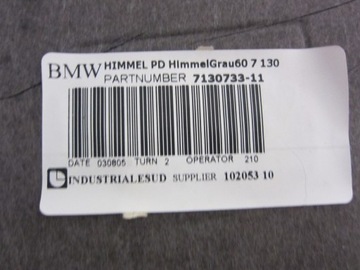 BMW HIMMEL PD HimmelGrau60 7 130
PARTNUMBER 7130733-11
DATE 030805 TURN 2 OPERATOR 210
INDUSTRIALESUD SUPPLIER 102053 10